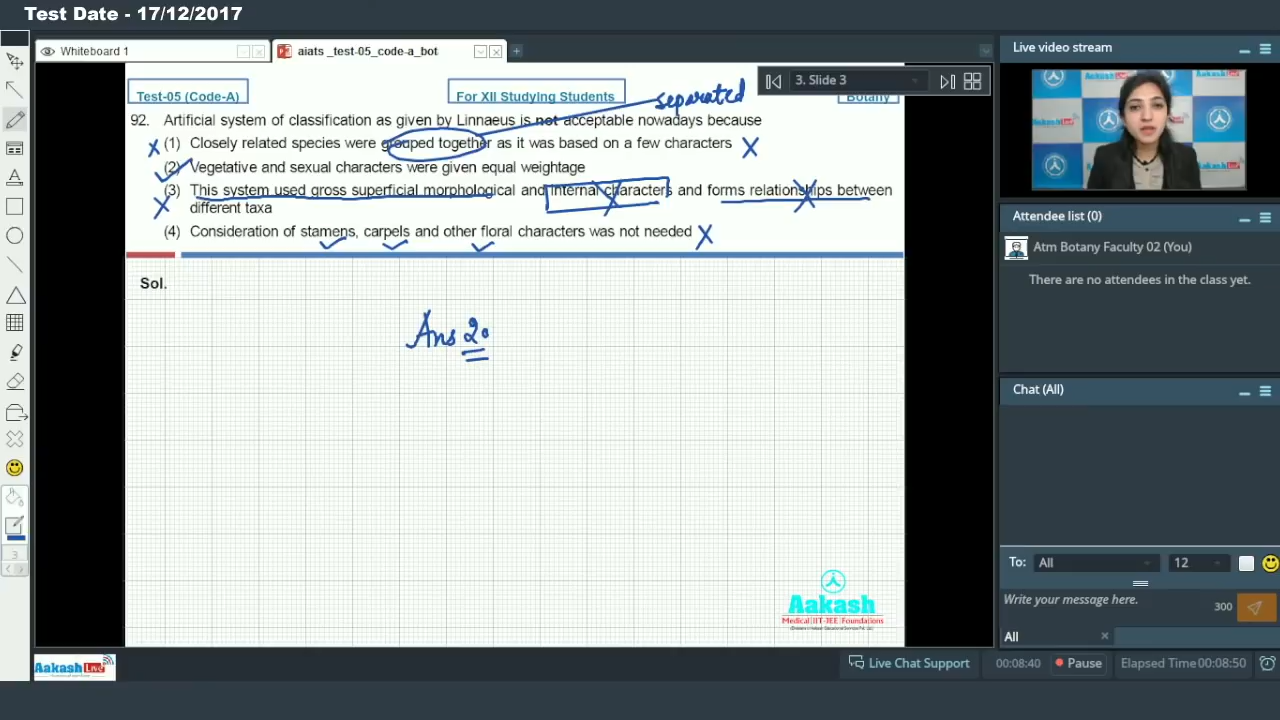 Test Date - 17/12/2017
Whiteboard 1
aiats _test-05_code-a_bot
Live video stream
3. Slide 3
Test-05 (Code-A)
For XII Studying Students
Botany
separated
92. Artificial system of classification as given by Linnaeus is not acceptable nowadays because
(1) Closely related species were grouped together as it was based on a few characters
(2) Vegetative and sexual characters were given equal weightage
(3) This system used gross superficial morphological and internal characters and forms relationships between
different taxa
(4) Consideration of stamens, carpels and other floral characters was not needed
Sol.
Ans 2.
Attendee list (0)
Atm Botany Faculty 02 (You)
There are no attendees in the class yet.
Chat (All)
To: All 12
Write your message here.
300
All
3
Aakash
Medical|IIT-JEE|Foundations
Aakash Live
Live Chat Support
00:08:40
Pause
Elapsed Time 00:08:50